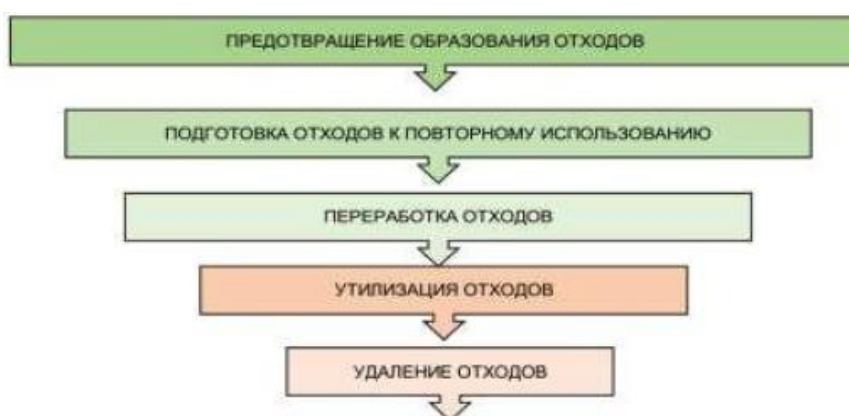 ПРЕДОТВРАЩЕНИЕ ОБРАЗОВАНИЯ ОТХОДОВ
ПОДГОТОВКА ОТХОДОВ К ПОВТОРНОМУ ИСПОЛЬЗОВАНИЮ
ПЕРЕРАБОТКА ОТХОДОВ
УТИЛИЗАЦИЯ ОТХОДОВ
УДАЛЕНИЕ ОТХОДОВ